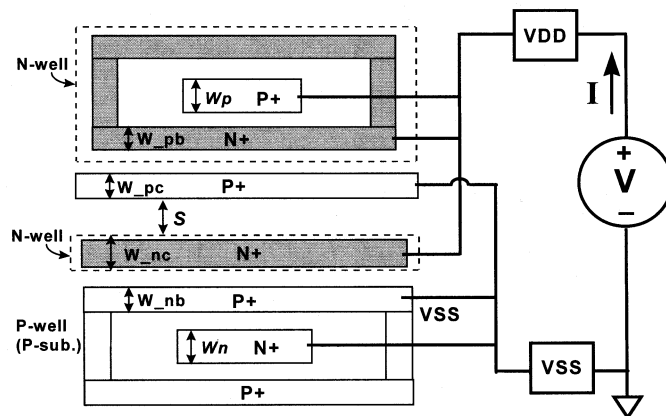 VDD
N-well
Wp P+
I
W_pb N+
+
V
−
W_pc P+
S
N-well
W_nc N+
W_nb P+
VSS
P-well
(P-sub.)
Wn N+
VSS
P+